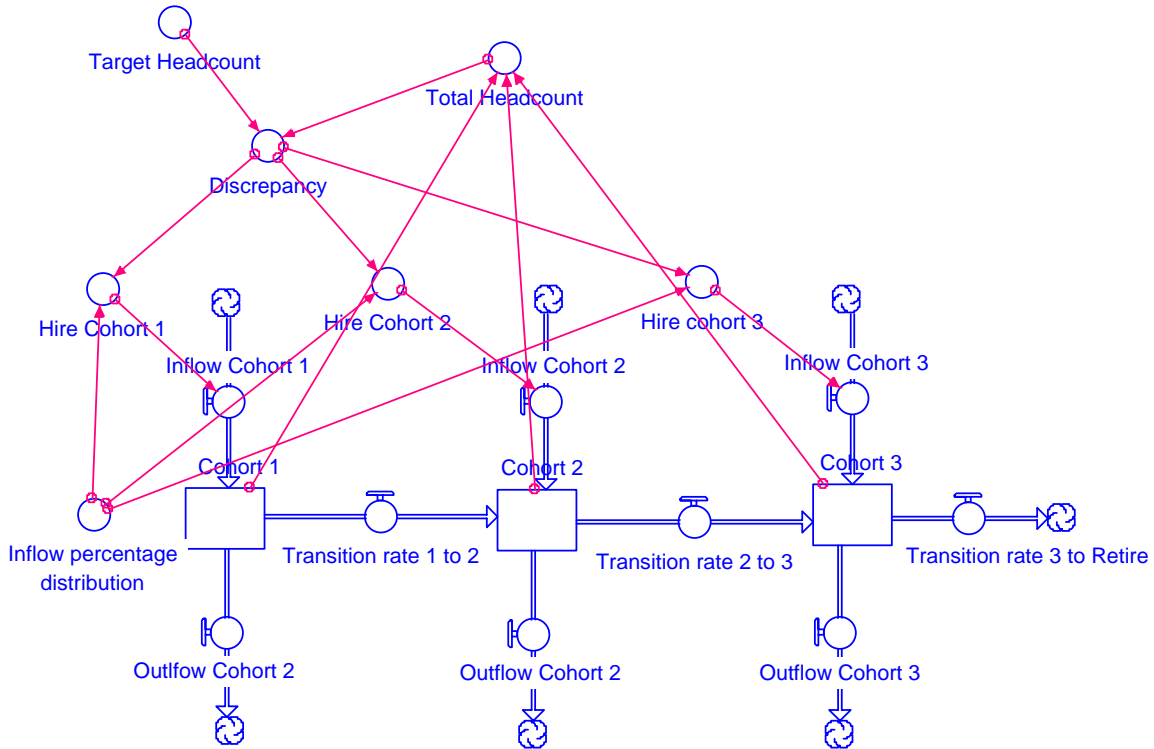 Target Headcount
Total Headcount
Discrepancy
Hire Cohort 1
Hire Cohort 2
Hire cohort 3
Inflow Cohort 1
Inflow Cohort 2
Inflow Cohort 3
Cohort 1
Cohort 2
Cohort 3
Inflow percentage
distribution
Transition rate 1 to 2
Transition rate 2 to 3
Transition rate 3 to Retire
Outlfow Cohort 2
Outflow Cohort 2
Outflow Cohort 3